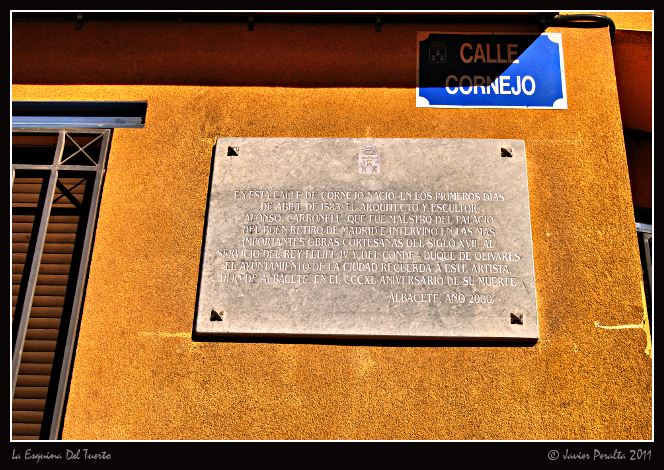 CALLE
CORNEJO
EN ESTA CALLE DE CORNEJO NACIO, EN LOS PRIMEROS DIAS
DE ABRIL DE 1583, EL ARQUITECTO Y ESCULTOR,
ALONSO, CARBONELL, QUE FUE MAESTRO DEL PALACIO
DEL BUEN RETIRO DE MADRID E INTERVINO EN LAS MAS
IMPORTANTES OBRAS CORTESANAS DEL SIGLO XVII, AL
SERVICIO DEL REY FELIPE IV Y DEL CONDE - DUQUE DE OLIVARES
EL AYUNTAMIENTO DE LA CIUDAD RECUERDA A ESTE ARTISTA,
HIJO DE ALBACETE, EN EL CCCXL ANIVERSARIO DE SU MUERTE
ALBACETE, AÑO 2000
La Esquina Del Tuerto
© Javier Peralta 2011